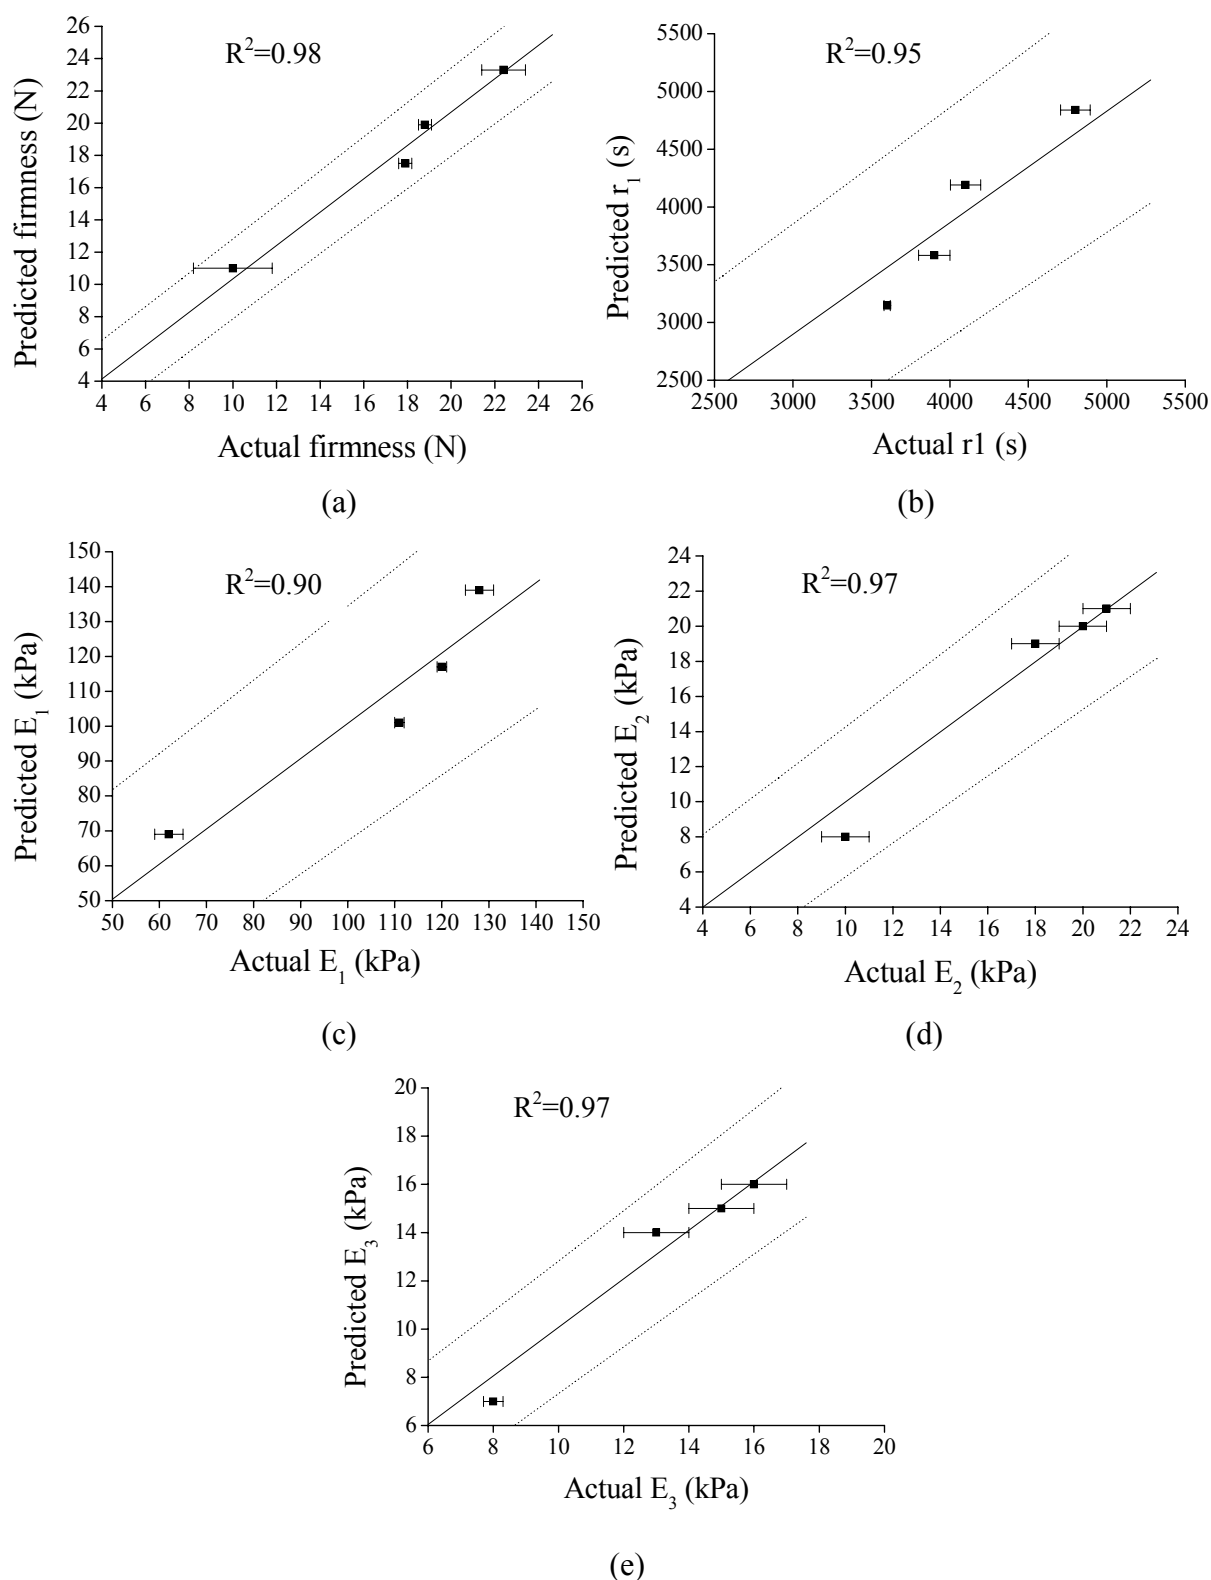 R²=0.98
Predicted firmness (N)
26
24
22
20
18
16
14
12
10
8
6
4
4 6 8 10 12 14 16 18 20 22 24 26
Actual firmness (N)
(a)
R²=0.95
Predicted r₁ (s)
5500
5000
4500
4000
3500
3000
2500
2500 3000 3500 4000 4500 5000 5500
Actual r1 (s)
(b)
R²=0.90
Predicted E₁ (kPa)
150
140
130
120
110
100
90
80
70
60
50
50 60 70 80 90 100 110 120 130 140 150
Actual E₁ (kPa)
(c)
R²=0.97
Predicted E₂ (kPa)
24
22
20
18
16
14
12
10
8
6
4
4 6 8 10 12 14 16 18 20 22 24
Actual E₂ (kPa)
(d)
R²=0.97
Predicted E₃ (kPa)
20
18
16
14
12
10
8
6
6 8 10 12 14 16 18 20
Actual E₃ (kPa)
(e)